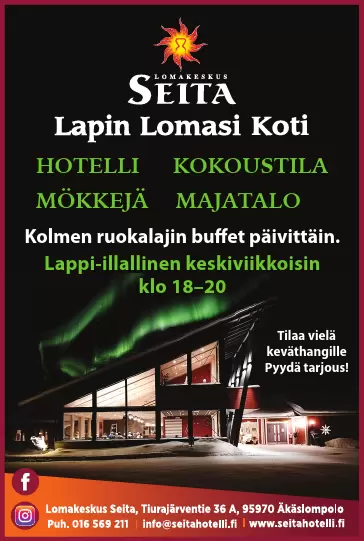 LOMAKESKUS
SEITA
Lapin Lomasi Koti
HOTELLI KOKOUSTILA
MÖKKEJÄ MAJATALO
Kolmen ruokalajin buffet päivittäin.
Lappi-illallinen keskiviikkoisin
klo 18–20
Tilaa vielä
keväthangille
Pyydä tarjous!
Lomakeskus Seita, Tiurajärventie 36 A, 95970 Äkäslompolo
Puh. 016 569 211 | info@seitahotelli.fi | www.seitahotelli.fi